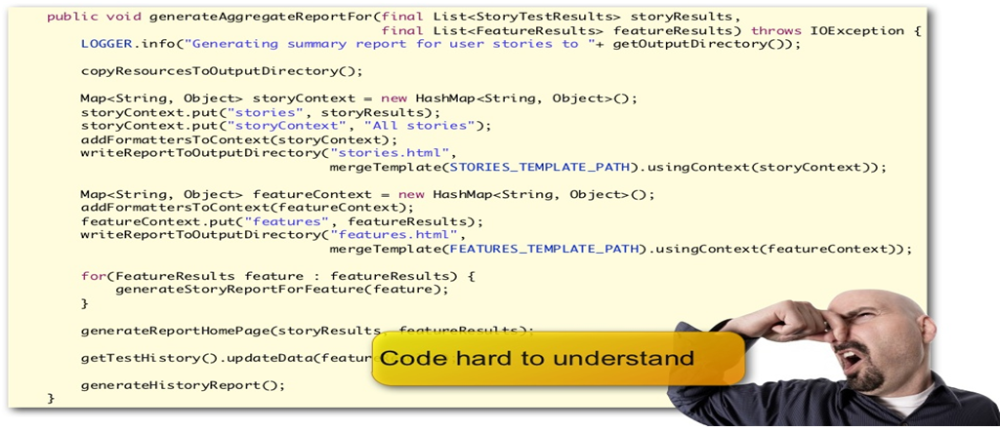 public void generateAggregateReportFor(final List<StoryTestResults> storyResults,
final List<FeatureResults> featureResults) throws IOException {
LOGGER.info("Generating summary report for user stories to "+ getOutputDirectory());
copyResourcesToOutputDirectory();
Map<String, Object> storyContext = new HashMap<String, Object>();
storyContext.put("stories", storyResults);
storyContext.put("storyContext", "All stories");
addFormattersToContext(storyContext);
writeReportToOutputDirectory("stories.html",
mergeTemplate(STORIES_TEMPLATE_PATH).usingContext(storyContext));
Map<String, Object> featureContext = new HashMap<String, Object>();
addFormattersToContext(featureContext);
featureContext.put("features", featureResults);
writeReportToOutputDirectory("features.html",
mergeTemplate(FEATURES_TEMPLATE_PATH).usingContext(featureContext));
for(FeatureResults feature : featureResults) {
generateStoryReportForFeature(feature);
}
generateReportHomePage(storyResults, featureResults);
getTestHistory().updateData(featur
Code hard to understand
generateHistoryReport();
}